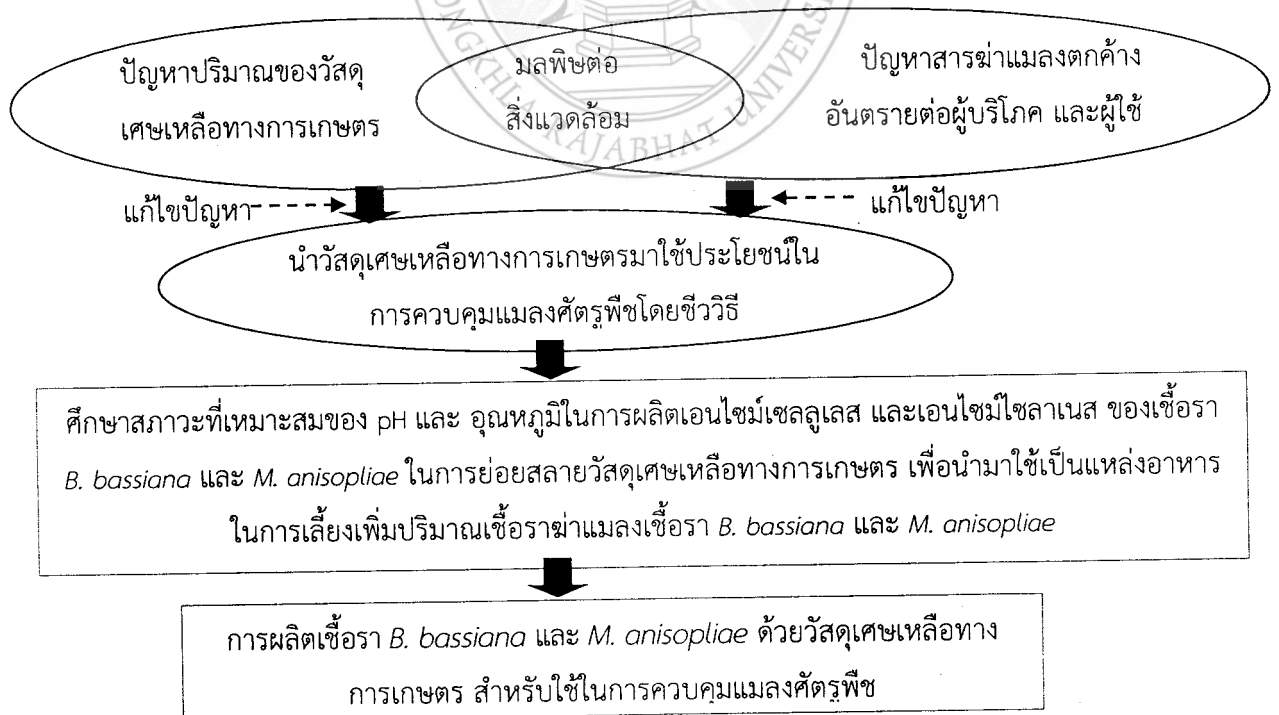 ปัญหาปริมาณของวัสดุ
เศษเหลือทางการเกษตร
มลพิษต่อ
สิ่งแวดล้อม
ปัญหาสารฆ่าแมลงตกค้าง
อันตรายต่อผู้บริโภค และผู้ใช้
แก้ไขปัญหา
แก้ไขปัญหา
นำวัสดุเศษเหลือทางการเกษตรมาใช้ประโยชน์ใน
การควบคุมแมลงศัตรูพืชโดยชีววิธี
ศึกษาสภาวะที่เหมาะสมของ pH และ อุณหภูมิในการผลิตเอนไซม์เซลลูเลส และเอนไซม์ไซลาเนส ของเชื้อรา
B. bassiana และ M. anisopliae ในการย่อยสลายวัสดุเศษเหลือทางการเกษตร เพื่อนำมาใช้เป็นแหล่งอาหาร
ในการเลี้ยงเพิ่มปริมาณเชื้อราฆ่าแมลงเชื้อรา B. bassiana และ M. anisopliae
การผลิตเชื้อรา B. bassiana และ M. anisopliae ด้วยวัสดุเศษเหลือทาง
การเกษตร สำหรับใช้ในการควบคุมแมลงศัตรูพืช
RAJABHAT